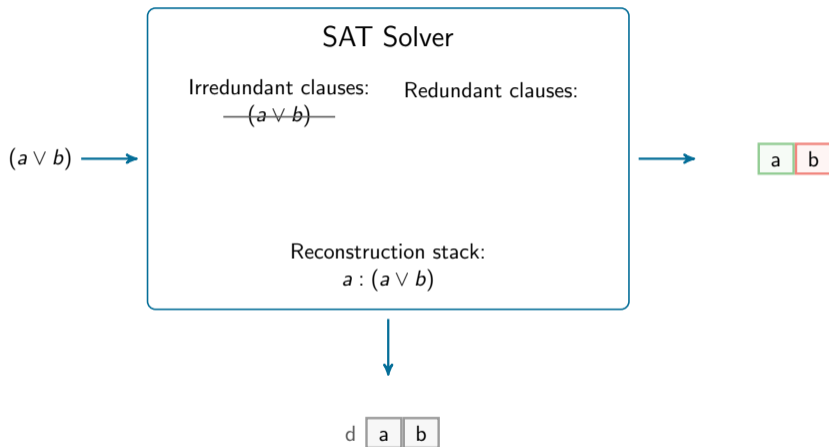 SAT Solver
Irredundant clauses:
Redundant clauses:
(a ∨ b)
(a ∨ b)
a b
Reconstruction stack:
a : (a ∨ b)
d a b